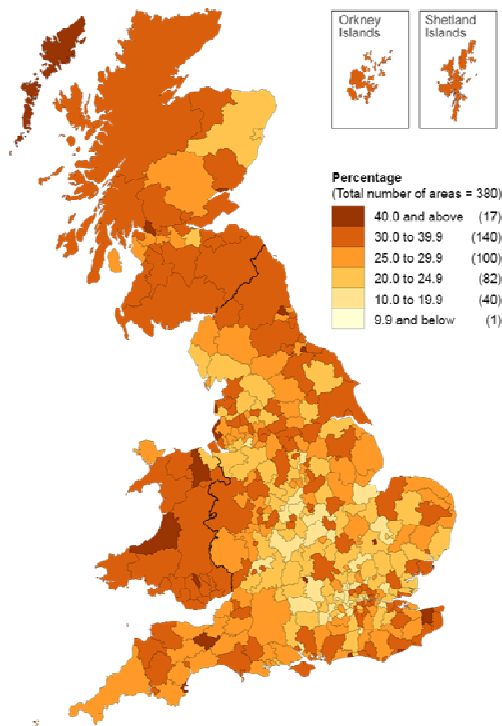 Orkney
Islands
Shetland
Islands
Percentage
(Total number of areas = 380)
40.0 and above (17)
30.0 to 39.9 (140)
25.0 to 29.9 (100)
20.0 to 24.9 (82)
10.0 to 19.9 (40)
9.9 and below (1)